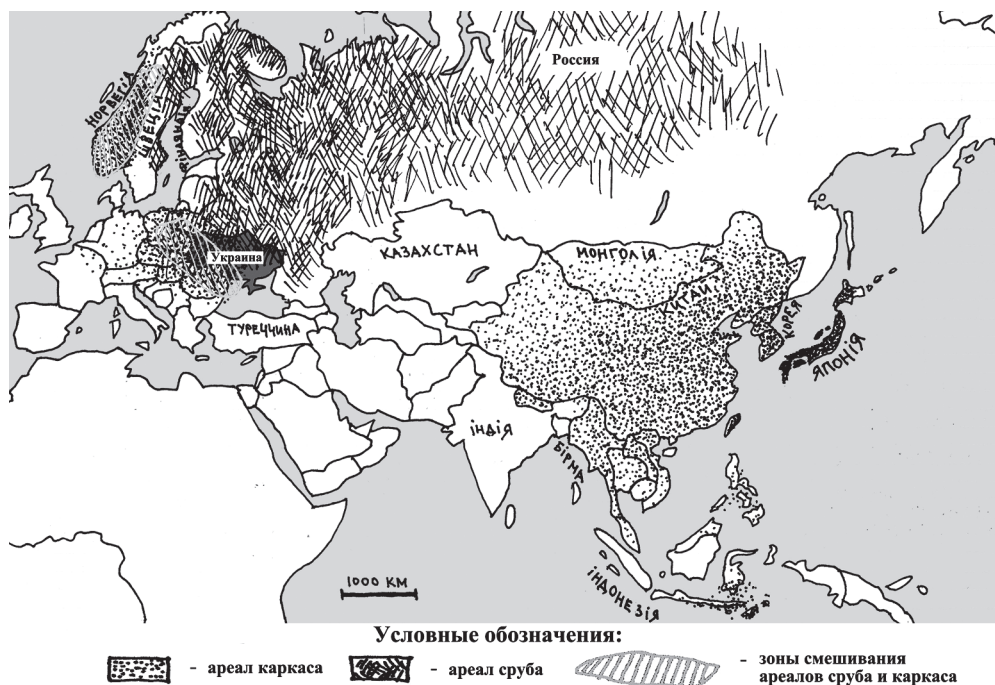 Россия
НОРВЕГІЯ
ШВЕЦІЯ
ФІНЛЯНДІЯ
Украина
КАЗАХСТАН
МОНГОЛІЯ
КИТАЙ
КОРЕЯ
ЯПОНІЯ
ТУРЕЧЧИНА
ІНДІЯ
БІРМА
ІНДОНЕЗІЯ
1000 КМ
Условные обозначения:
- ареал каркаса
- ареал сруба
- зоны смешивания
ареалов сруба и каркаса